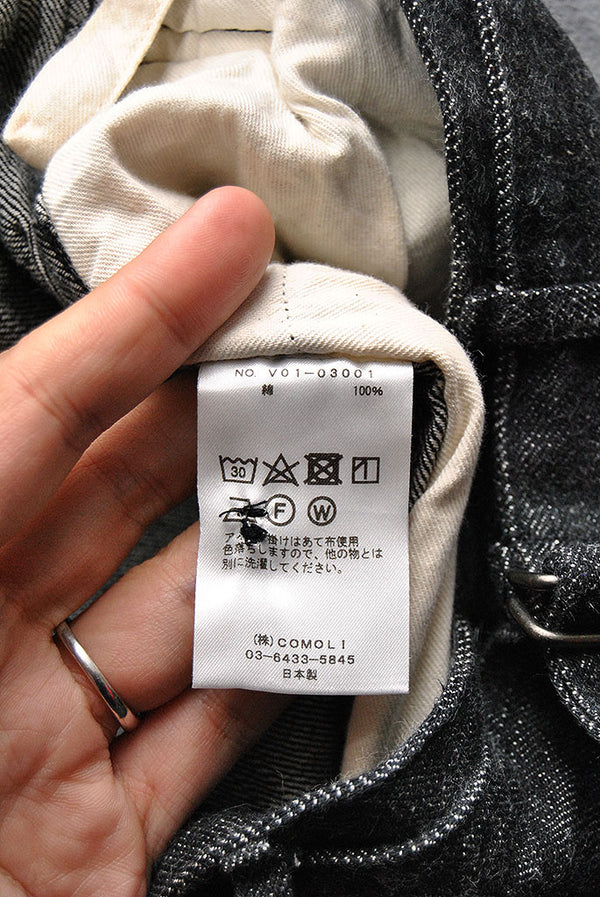 NO. V01-03001
綿 100%
30
F W
掛けはあて布使用
色落ちしますので、他の物とは
別に洗濯してください。
(株)COMOLI
03-6433-5845
日本製